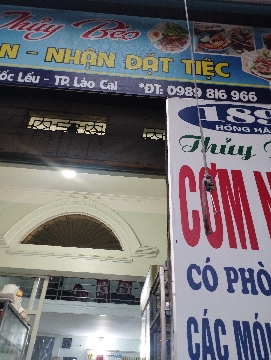 Thủy Béo
N - NHẬN ĐẶT TIỆC
ốc Lếu - TP. Lào Cai *ĐT: 0989 816 966
189
HỒNG HÀ
Thủy
CƠM
CÓ PHÒ
CÁC MÓN